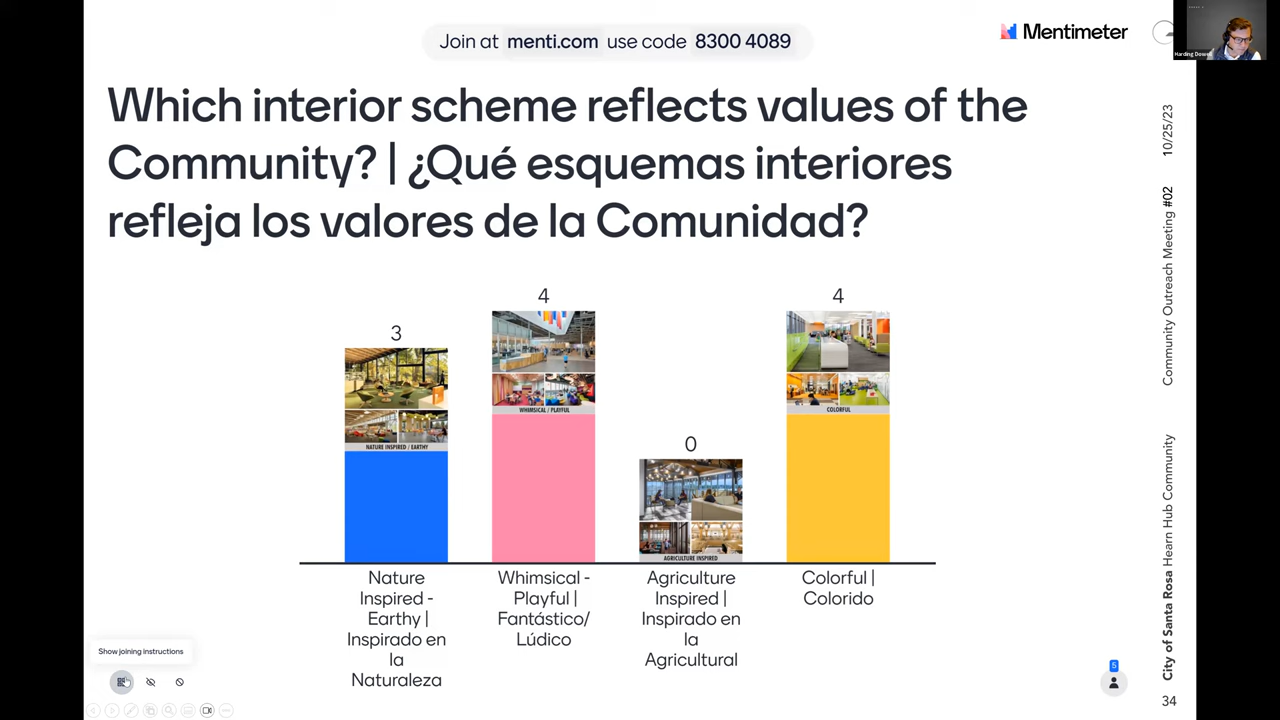 Join at menti.com use code 8300 4089
Mentimeter
Which interior scheme reflects values of the
Community? | ¿Qué esquemas interiores
refleja los valores de la Comunidad?
3
4
0
4
NATURE INSPIRED / EARTHY
WHIMSICAL / PLAYFUL
AGRICULTURE INSPIRED
COLORFUL
Nature
Inspired -
Earthy |
Inspirado en
la
Naturaleza
Whimsical -
Playful |
Fantástico/
Lúdico
Agriculture
Inspired |
Inspirado en
la
Agricultural
Colorful |
Colorido
Show joining instructions
5
10/25/23
Community Outreach Meeting #02
City of Santa Rosa Hearn Hub Community
34